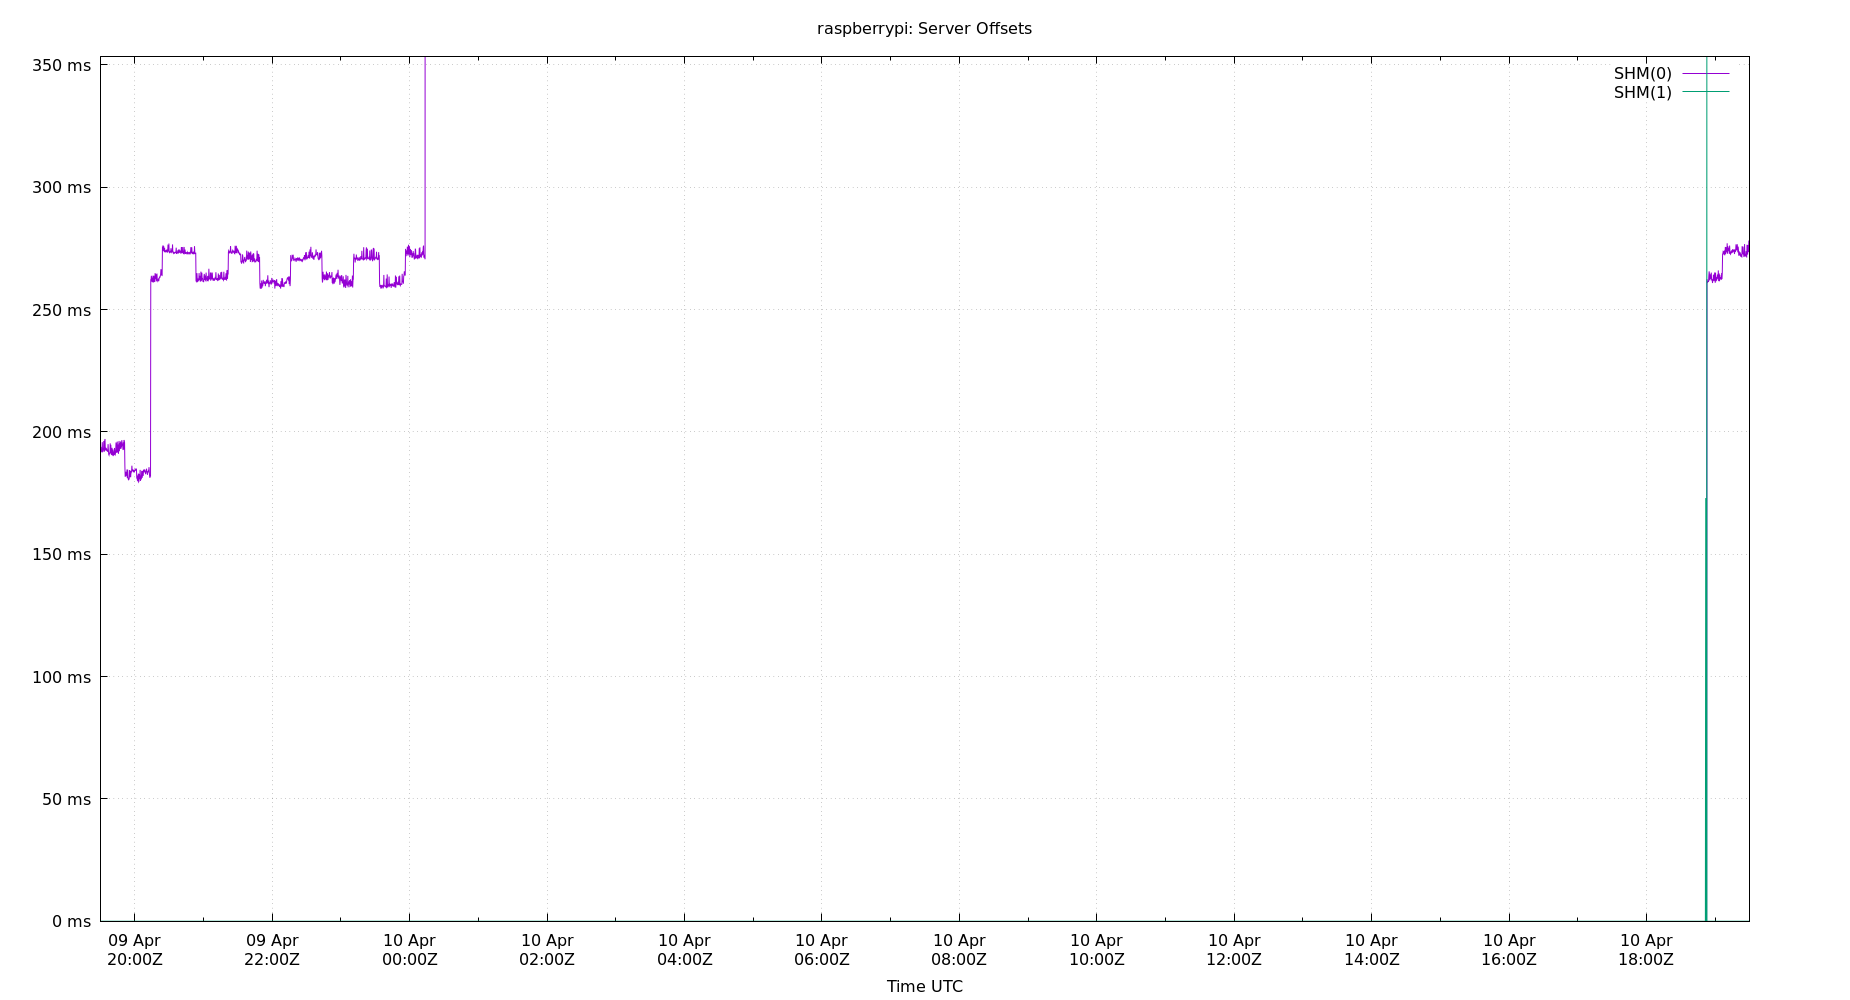 raspberrypi: Server Offsets
350 ms
300 ms
250 ms
200 ms
150 ms
100 ms
50 ms
0 ms
SHM(0)
SHM(1)
09 Apr 09 Apr 10 Apr 10 Apr 10 Apr 10 Apr 10 Apr 10 Apr 10 Apr 10 Apr 10 Apr 10 Apr
20:00Z 22:00Z 00:00Z 02:00Z 04:00Z 06:00Z 08:00Z 10:00Z 12:00Z 14:00Z 16:00Z 18:00Z
Time UTC